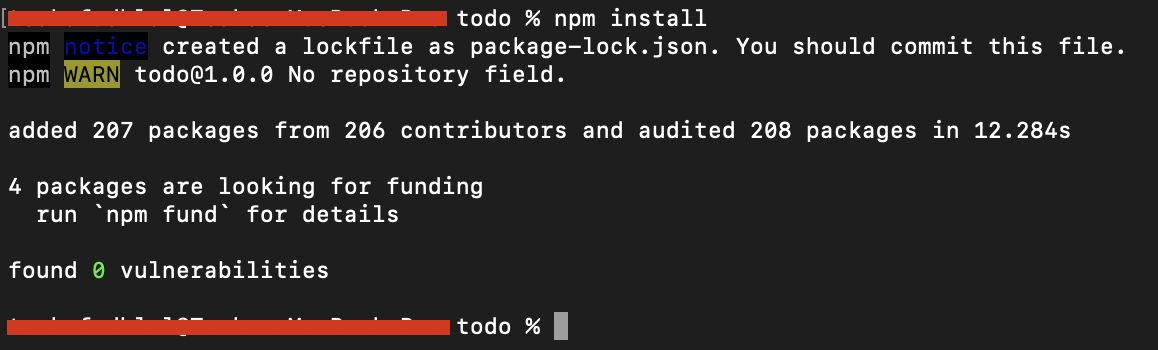 todo % npm install
npm notice created a lockfile as package-lock.json. You should commit this file.
npm WARN todo@1.0.0 No repository field.
added 207 packages from 206 contributors and audited 208 packages in 12.284s
4 packages are looking for funding
run `npm fund` for details
found 0 vulnerabilities
todo %